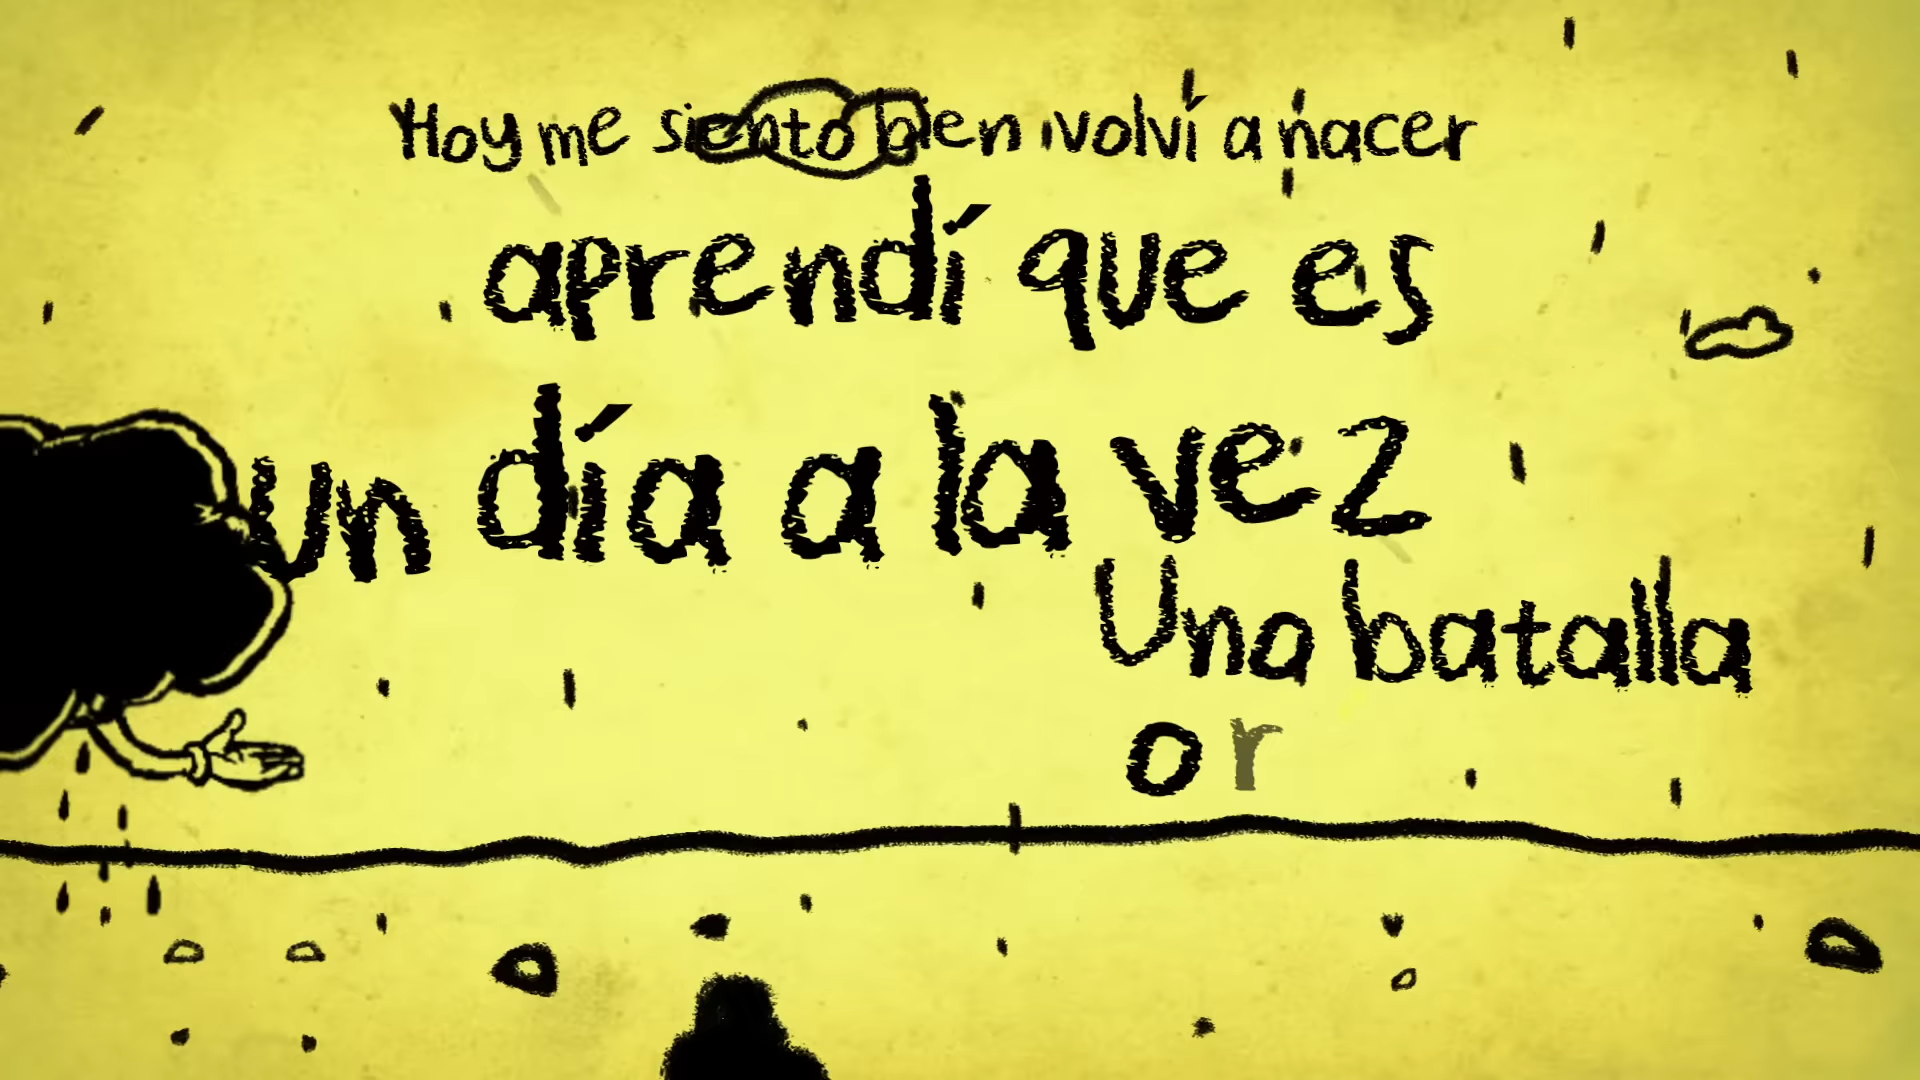 Hoy me siento bien volví a nacer
aprendí que es
un día a la vez
Una batalla
or